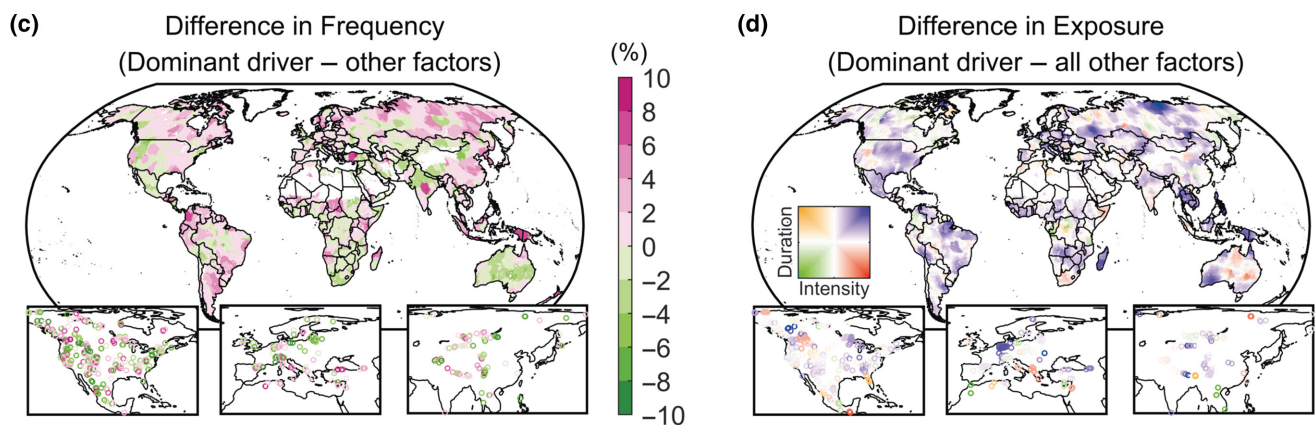 (c)
Difference in Frequency
(Dominant driver – other factors)
(%)
10
8
6
4
2
0
−2
−4
−6
−8
−10
(d)
Difference in Exposure
(Dominant driver – all other factors)
Duration
Intensity